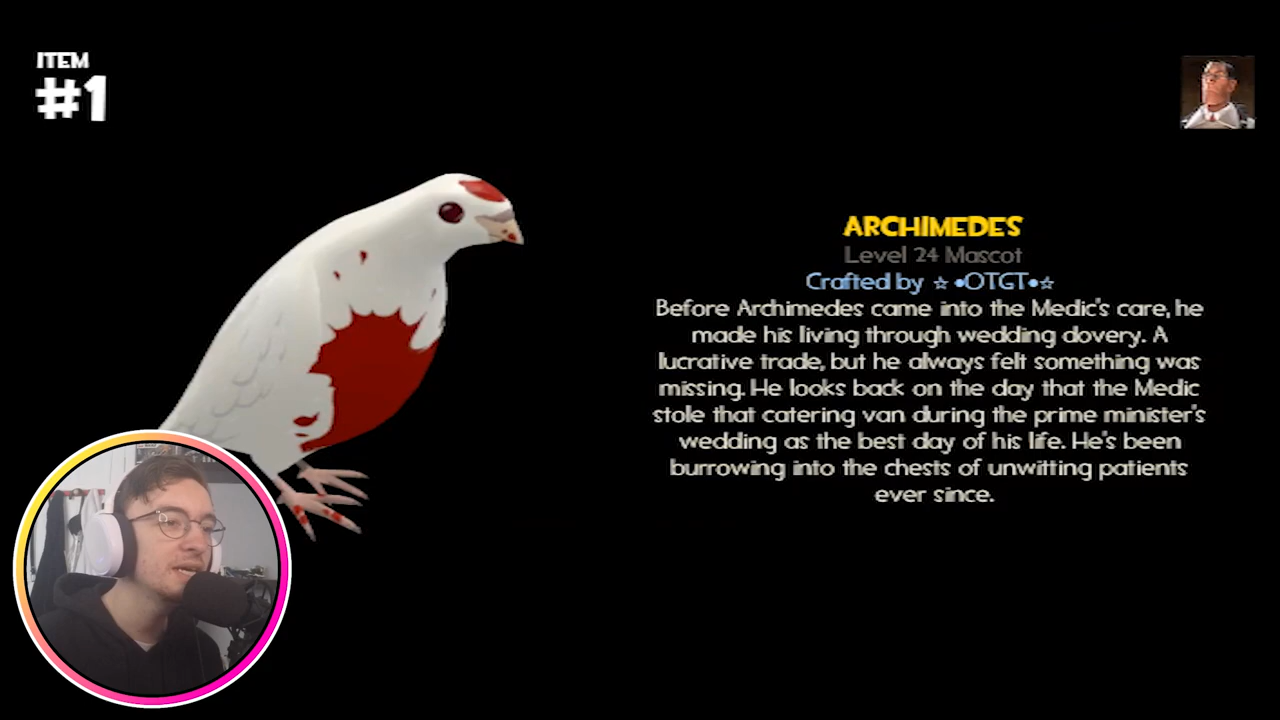 ITEM
#1
ARCHIMEDES
Level 24 Mascot
Crafted by ☆•OTGT•☆
Before Archimedes came into the Medic's care, he
made his living through wedding dovery. A
lucrative trade, but he always felt something was
missing. He looks back on the day that the Medic
stole that catering van during the prime minister's
wedding as the best day of his life. He's been
burrowing into the chests of unwitting patients
ever since.